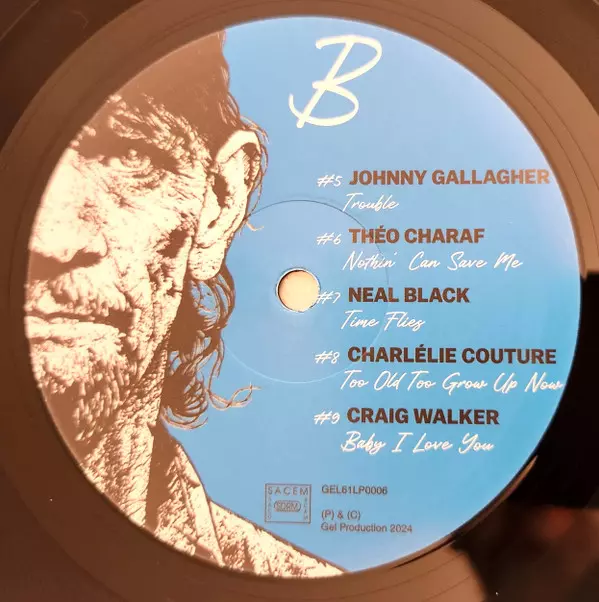 B
#5 JOHNNY GALLAGHER
Trouble
#6 THÉO CHARAF
Nothin' Can Save Me
#7 NEAL BLACK
Time Flies
#8 CHARLÉLIE COUTURE
Too Old Too Grow Up Now
#9 CRAIG WALKER
Baby I Love You
SACEM
SDRM
GEL61LP0006
(P) & (C)
Gel Production 2024